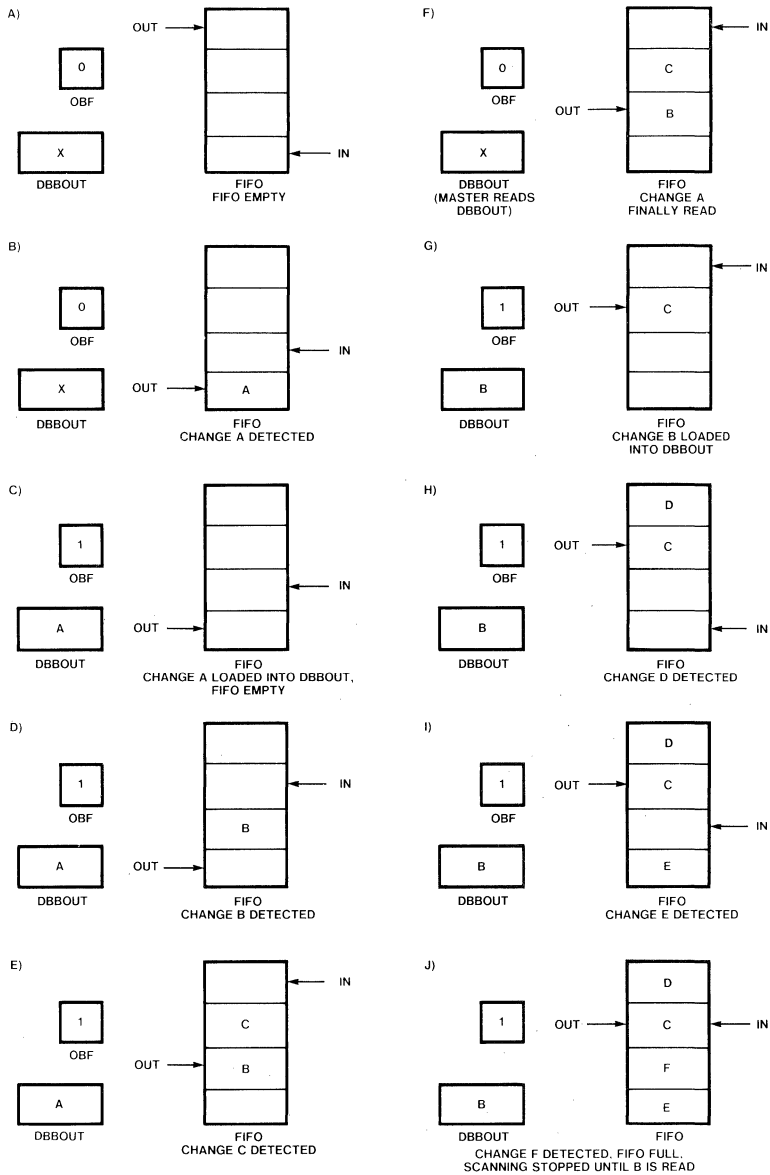 A)
OUT
0
OBF
X
DBBOUT
IN
FIFO
FIFO EMPTY
B)
0
OBF
IN
X
DBBOUT
OUT
A
FIFO
CHANGE A DETECTED
C)
1
OBF
IN
A
DBBOUT
OUT
FIFO
CHANGE A LOADED INTO DBBOUT,
FIFO EMPTY
D)
1
OBF
IN
B
A
DBBOUT
OUT
FIFO
CHANGE B DETECTED
E)
IN
1
OBF
C
OUT
B
A
DBBOUT
FIFO
CHANGE C DETECTED
F)
IN
0
OBF
C
OUT
B
X
DBBOUT
(MASTER READS
DBBOUT)
FIFO
CHANGE A
FINALLY READ
G)
IN
1
OBF
OUT
C
B
DBBOUT
FIFO
CHANGE B LOADED
INTO DBBOUT
H)
D
1
OBF
OUT
C
B
DBBOUT
IN
FIFO
CHANGE D DETECTED
I)
D
1
OBF
OUT
C
IN
B
DBBOUT
E
FIFO
CHANGE E DETECTED
J)
D
1
OUT
C
IN
F
B
DBBOUT
E
FIFO
CHANGE F DETECTED, FIFO FULL,
SCANNING STOPPED UNTIL B IS READ